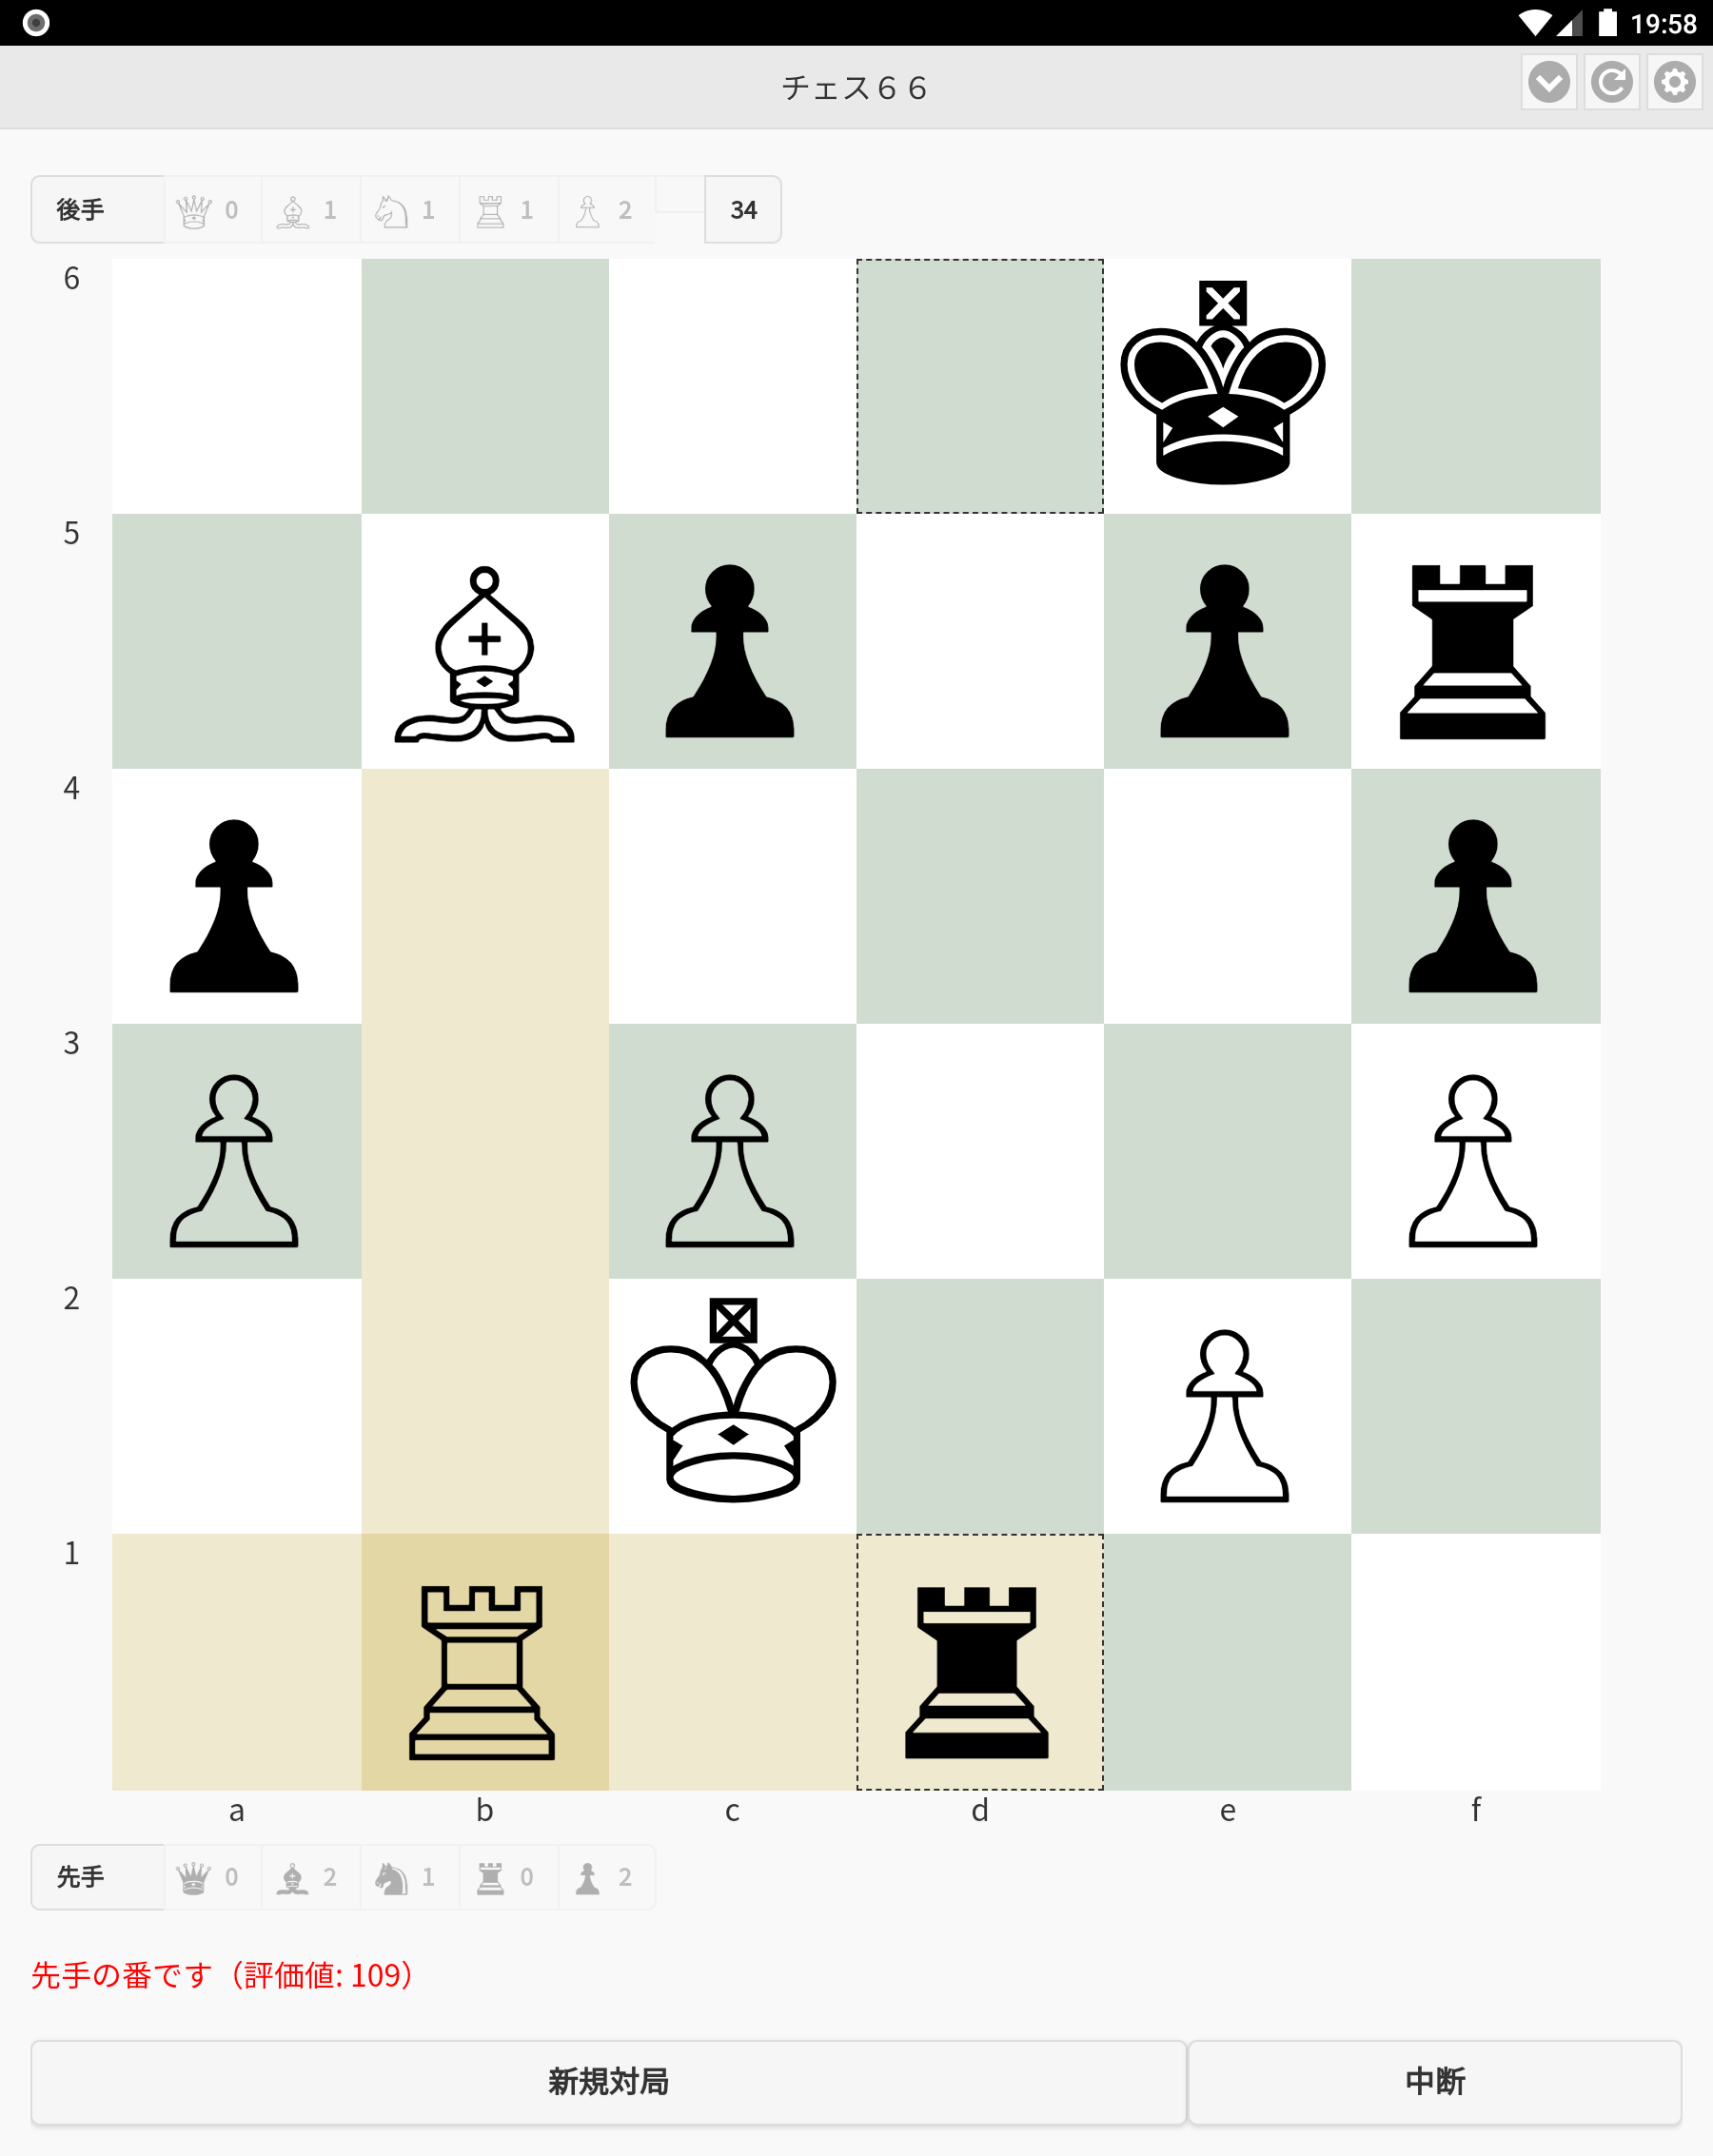 19:58
チェス６６
後手 0 1 1 1 2 34
6
5
4
3
2
1
a b c d e f
先手 0 2 1 0 2
先手の番です（評価値: 109）
新規対局 中断